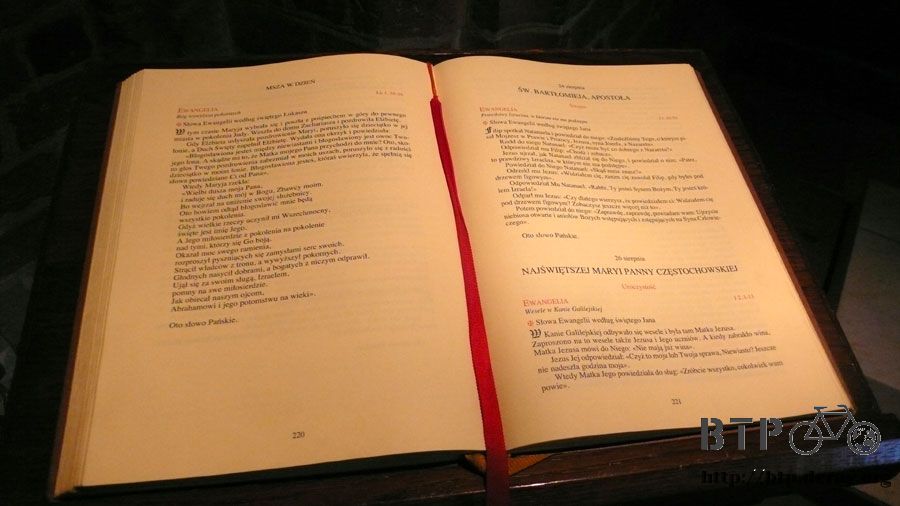 MSZA W DZIEŃ
EWANGELIA
Bóg wywyższa pokornych
✠ Słowa Ewangelii według świętego Łukasza
W tym czasie Maryja wybrała się i poszła z pośpiechem w góry do pewnego
miasta w pokoleniu Judy. Weszła do domu Zachariasza i pozdrowiła Elżbietę.
Gdy Elżbieta usłyszała pozdrowienie Maryi, poruszyło się dzieciątko w jej
łonie, a Duch Święty napełnił Elżbietę. Wydała ona okrzyk i powiedziała:
«Błogosławiona jesteś między niewiastami i błogosławiony jest owoc Twoje-
go łona. A skądże mi to, że Matka mojego Pana przychodzi do mnie? Oto, sko-
ro głos Twego pozdrowienia zabrzmiał w moich uszach, poruszyło się z radości
dzieciątko w moim łonie. Błogosławiona jesteś, któraś uwierzyła, że spełnią się
słowa powiedziane Ci od Pana».
Wtedy Maryja rzekła:
«Wielbi dusza moja Pana,
i raduje się duch mój w Bogu, Zbawcy moim.
Bo wejrzał na uniżenie swojej służebnicy.
Oto bowiem odtąd błogosławić mnie będą
wszystkie pokolenia.
Gdyż wielkie rzeczy uczynił mi Wszechmocny,
święte jest imię Jego.
A Jego miłosierdzie z pokolenia na pokolenie
nad tymi, którzy się Go boją.
Okazał moc swego ramienia,
rozproszył pyszniących się zamysłami serc swoich.
Strącił władców z tronu, a wywyższył pokornych.
Głodnych nasycił dobrami, a bogatych z niczym odprawił.
Ujął się za swoim sługą, Izraelem,
pomny na swe miłosierdzie.
Jak obiecał naszym ojcom,
Abrahamowi i jego potomstwu na wieki».
Oto słowo Pańskie.
220
24 sierpnia
ŚW. BARTŁOMIEJA, APOSTOŁA
Święto
EWANGELIA
Prawdziwy Izraelita, w którym nie ma podstępu
✠ Słowa Ewangelii według świętego Jana
Filip spotkał Natanaela i powiedział do niego: «Znaleźliśmy Tego, o którym pi-
sał Mojżesz w Prawie i Prorocy, Jezusa, syna Józefa, z Nazaretu».
Rzekł do niego Natanael: «Czyż może być co dobrego z Nazaretu?»
Odpowiedział mu Filip: «Chodź i zobacz».
Jezus ujrzał, jak Natanael zbliżał się do Niego, i powiedział o nim: «Patrz,
to prawdziwy Izraelita, w którym nie ma podstępu».
Powiedział do Niego Natanael: «Skąd mnie znasz?»
Odrzekł mu Jezus: «Widziałem cię, zanim cię zawołał Filip, gdy byłeś pod
drzewem figowym».
Odpowiedział Mu Natanael: «Rabbi, Ty jesteś Synem Bożym, Ty jesteś kró-
lem Izraela!»
Odparł mu Jezus: «Czy dlatego wierzysz, że powiedziałem ci: Widziałem cię
pod drzewem figowym? Zobaczysz jeszcze więcej niż to».
Potem powiedział do niego: «Zaprawdę, zaprawdę, powiadam wam: Ujrzycie
niebiosa otwarte i aniołów Bożych wstępujących i zstępujących na Syna Człowie-
czego».
Oto słowo Pańskie.
26 sierpnia
NAJŚWIĘTSZEJ MARYI PANNY CZĘSTOCHOWSKIEJ
Uroczystość
EWANGELIA
J 2, 1-11
Wesele w Kanie Galilejskiej
✠ Słowa Ewangelii według świętego Jana
W Kanie Galilejskiej odbywało się wesele i była tam Matka Jezusa.
Zaproszono na to wesele także Jezusa i Jego uczniów. A kiedy zabrakło wina,
Matka Jezusa mówi do Niego: «Nie mają już wina».
Jezus Jej odpowiedział: «Czyż to moja lub Twoja sprawa, Niewiasto? Jeszcze
nie nadeszła godzina moja».
Wtedy Matka Jego powiedziała do sług: «Zróbcie wszystko, cokolwiek wam
powie».
221
BTP